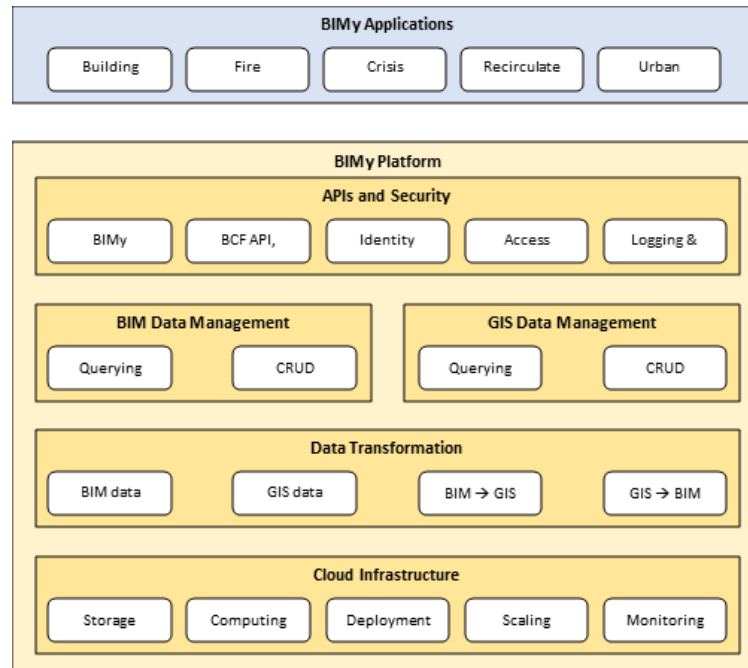 BIMy Applications
Building Fire Crisis Recirculate Urban
BIMy Platform
APIs and Security
BIMy BCF API, Identity Access Logging &
BIM Data Management GIS Data Management
Querying CRUD Querying CRUD
Data Transformation
BIM data GIS data BIM → GIS GIS → BIM
Cloud Infrastructure
Storage Computing Deployment Scaling Monitoring